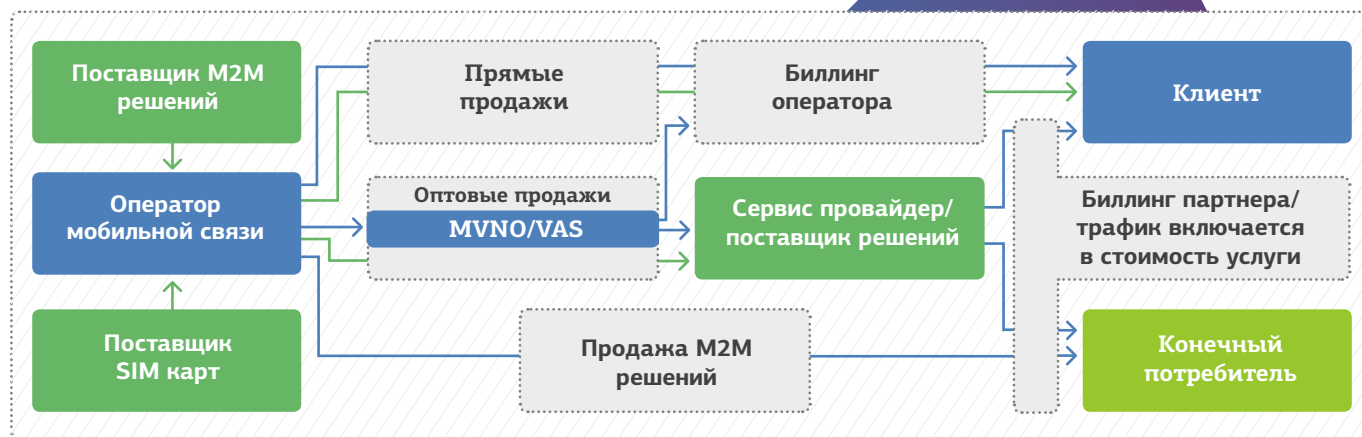 Поставщик M2M
решений
Прямые
продажи
Биллинг
оператора
Клиент
Оператор
мобильной связи
Оптовые продажи
MVNO/VAS
Сервис провайдер/
поставщик решений
Биллинг партнера/
трафик включается
в стоимость услуги
Поставщик
SIM карт
Продажа M2M
решений
Конечный
потребитель